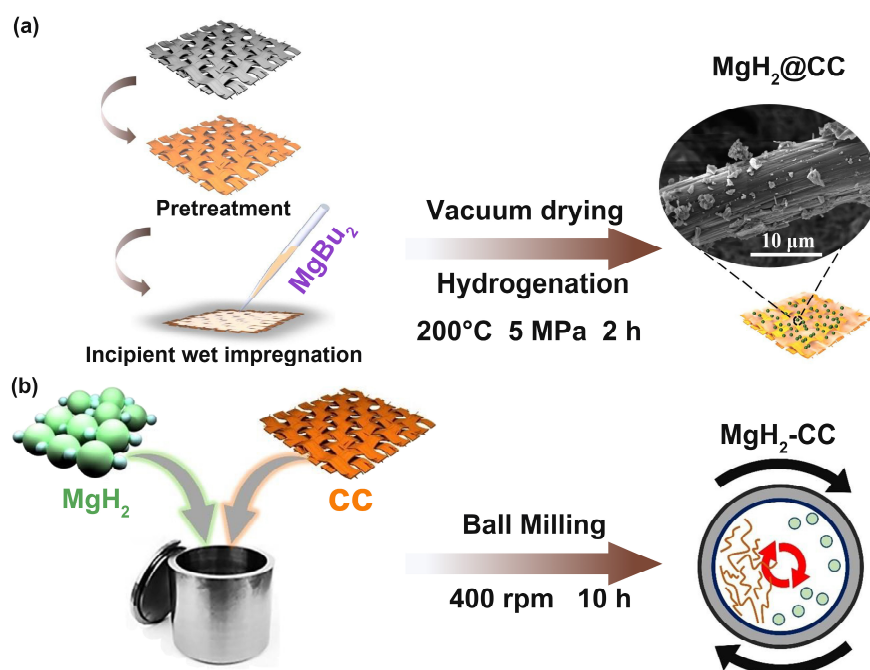 (a)
Pretreatment
MgBu₂
Incipient wet impregnation
Vacuum drying
Hydrogenation
200°C 5 MPa 2 h
MgH₂@CC
10 μm
(b)
MgH₂
CC
Ball Milling
400 rpm 10 h
MgH₂-CC